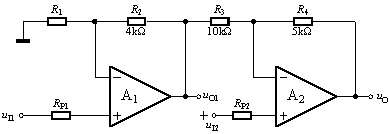 R1 R2 R3 R4
4kΩ 10kΩ 5kΩ
− −
A1 uO1 A2 uO
uI1 RP1 + + uI2 RP2 +